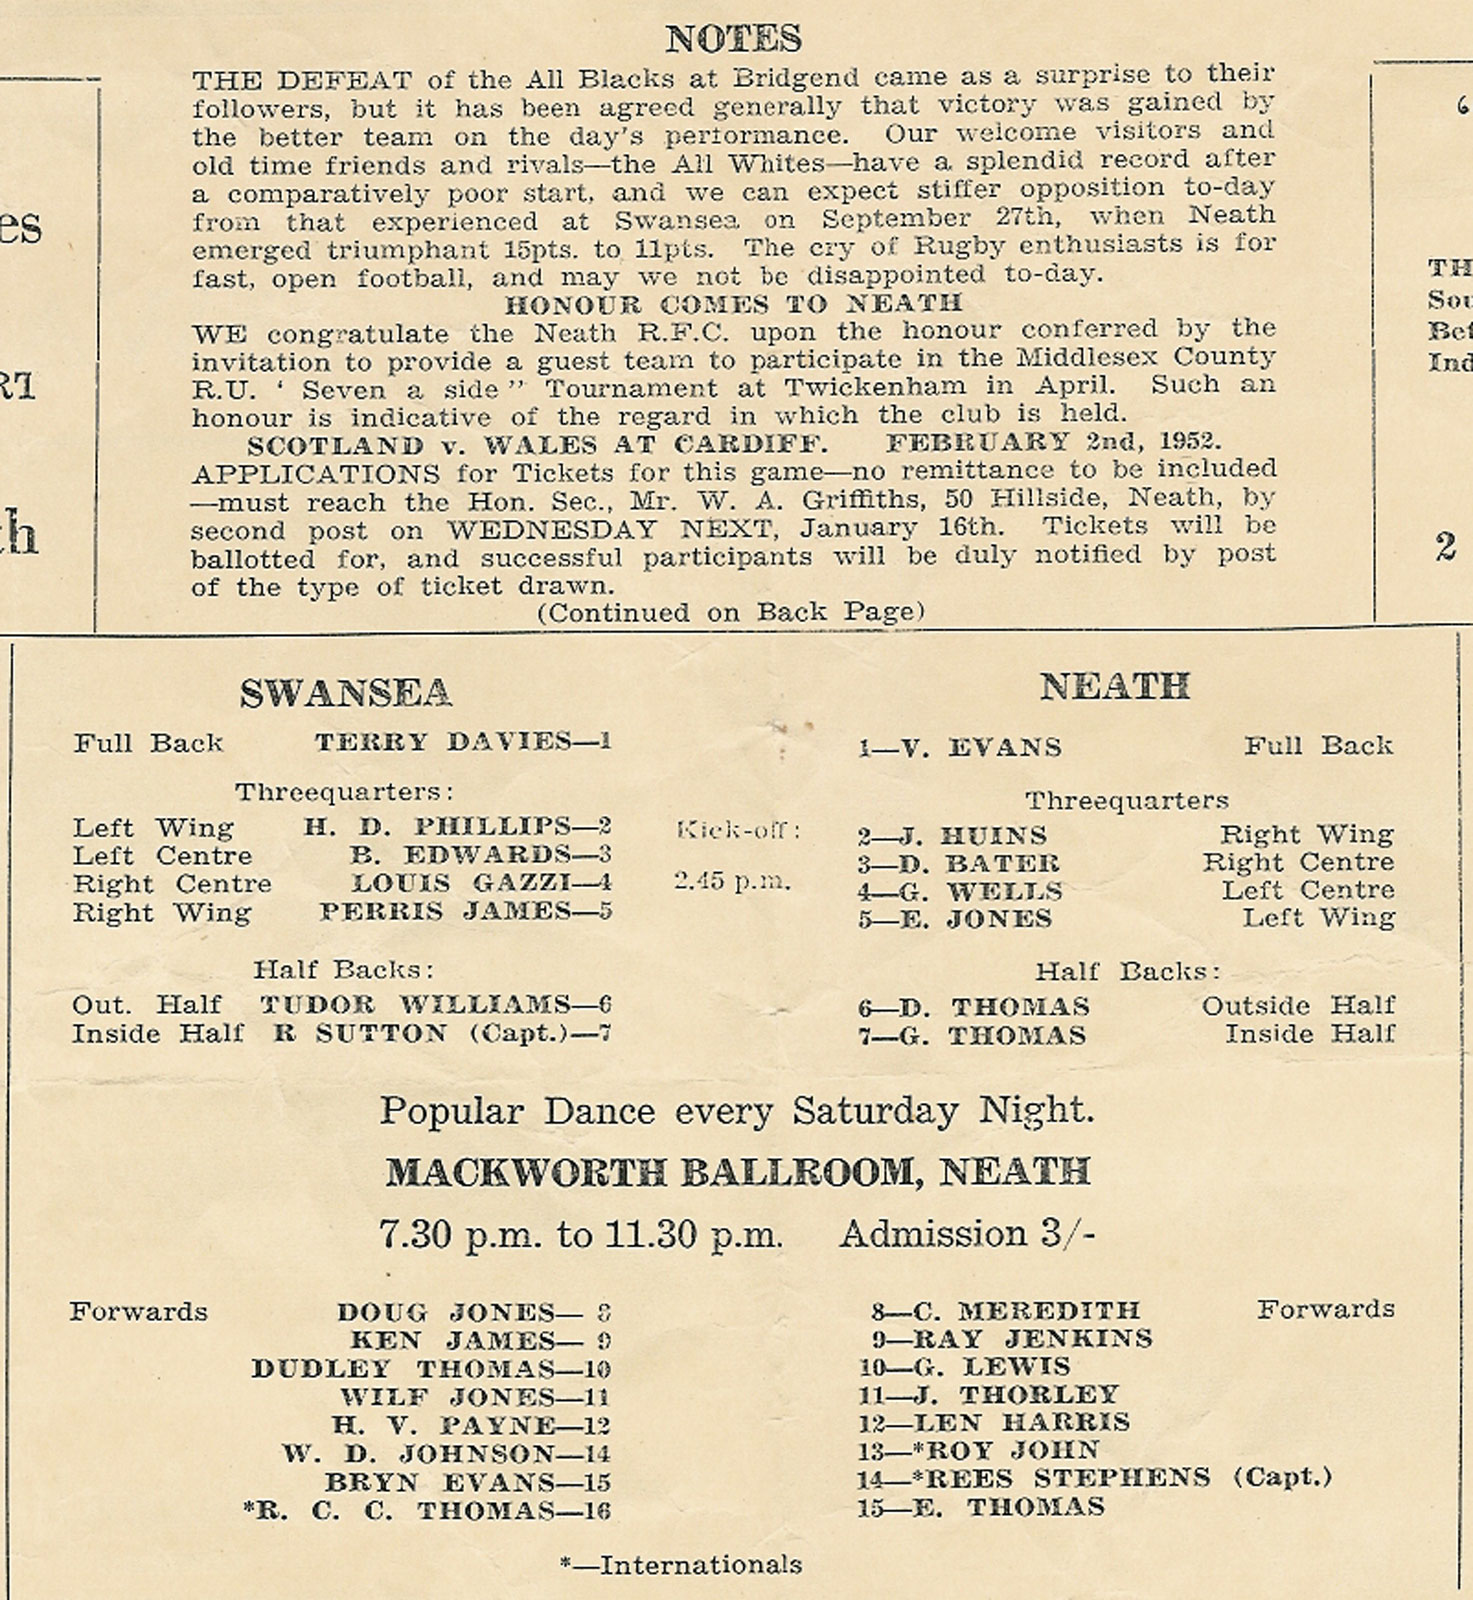 NOTES
THE DEFEAT of the All Blacks at Bridgend came as a surprise to their
followers, but it has been agreed generally that victory was gained by
the better team on the day's performance. Our welcome visitors and
old time friends and rivals—the All Whites—have a splendid record after
a comparatively poor start, and we can expect stiffer opposition to-day
from that experienced at Swansea on September 27th, when Neath
emerged triumphant 15pts. to 11pts. The cry of Rugby enthusiasts is for
fast, open football, and may we not be disappointed to-day.
HONOUR COMES TO NEATH
WE congratulate the Neath R.F.C. upon the honour conferred by the
invitation to provide a guest team to participate in the Middlesex County
R.U. ' Seven a side " Tournament at Twickenham in April. Such an
honour is indicative of the regard in which the club is held.
SCOTLAND v. WALES AT CARDIFF. FEBRUARY 2nd, 1952.
APPLICATIONS for Tickets for this game—no remittance to be included
—must reach the Hon. Sec., Mr. W. A. Griffiths, 50 Hillside, Neath, by
second post on WEDNESDAY NEXT, January 16th. Tickets will be
ballotted for, and successful participants will be duly notified by post
of the type of ticket drawn.
(Continued on Back Page)
SWANSEA
Full Back TERRY DAVIES—1
Threequarters:
Left Wing H. D. PHILLIPS—2
Left Centre B. EDWARDS—3
Right Centre LOUIS GAZZI—4
Right Wing PERRIS JAMES—5
Half Backs:
Out. Half TUDOR WILLIAMS—6
Inside Half R SUTTON (Capt.)—7
Kick-off:
2.45 p.m.
NEATH
1—V. EVANS Full Back
Threequarters
2—J. HUINS Right Wing
3—D. BATER Right Centre
4—G. WELLS Left Centre
5—E. JONES Left Wing
Half Backs:
6—D. THOMAS Outside Half
7—G. THOMAS Inside Half
Popular Dance every Saturday Night.
MACKWORTH BALLROOM, NEATH
7.30 p.m. to 11.30 p.m. Admission 3/-
Forwards DOUG JONES— 8
KEN JAMES— 9
DUDLEY THOMAS—10
WILF JONES—11
H. V. PAYNE—12
W. D. JOHNSON—14
BRYN EVANS—15
*R. C. C. THOMAS—16
8—C. MEREDITH Forwards
9—RAY JENKINS
10—G. LEWIS
11—J. THORLEY
12—LEN HARRIS
13—*ROY JOHN
14—*REES STEPHENS (Capt.)
15—E. THOMAS
*—Internationals